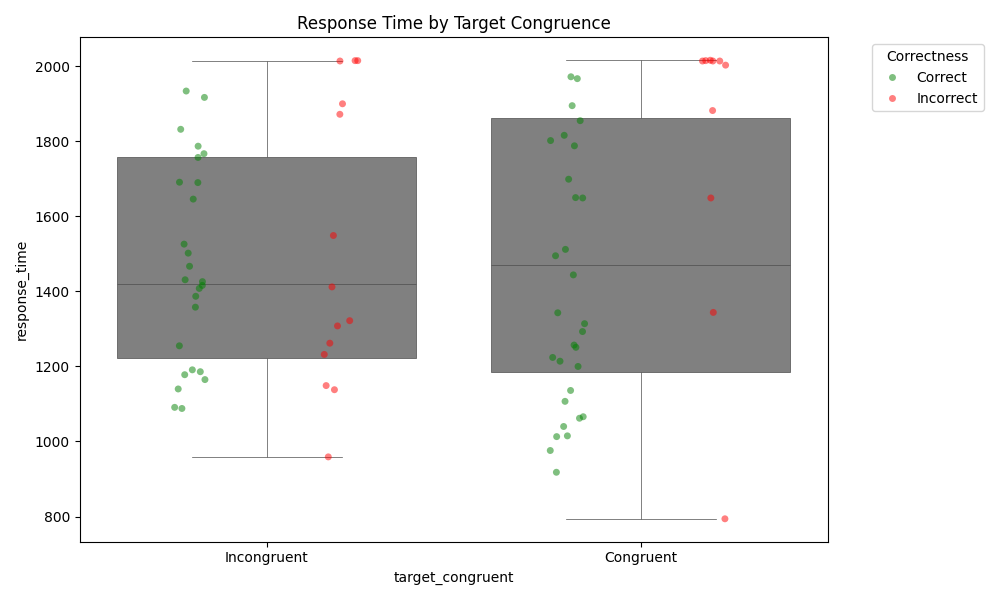 Response Time by Target Congruence
Correctness
Correct
Incorrect
response_time
2000
1800
1600
1400
1200
1000
800
Incongruent
Congruent
target_congruent